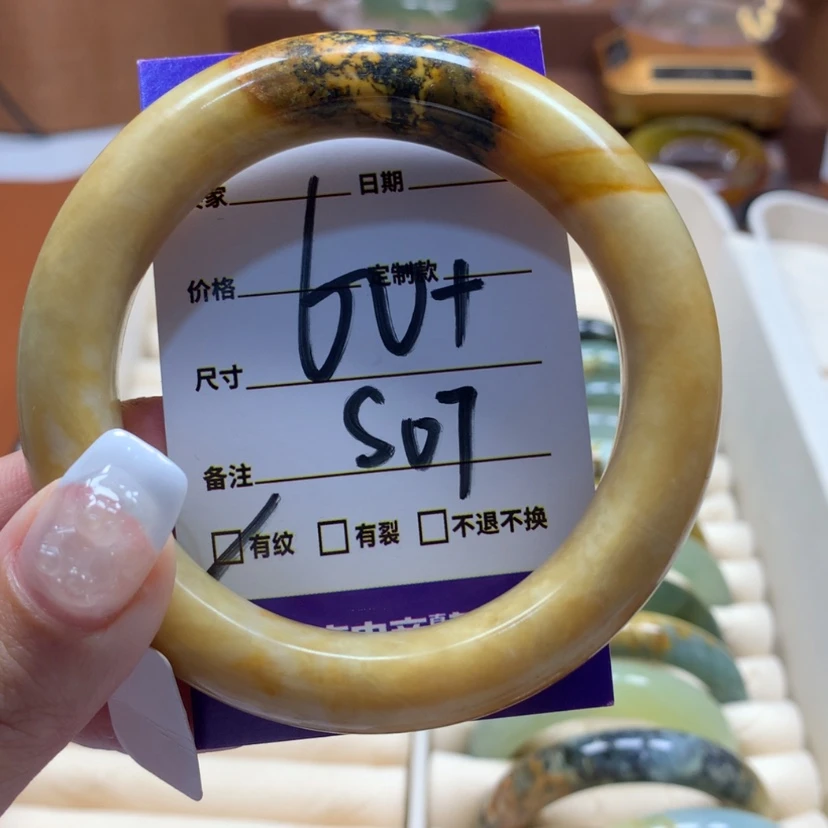 家 日期
价格 定制款
60+
尺寸
507
备注
有纹 有裂 不退不换